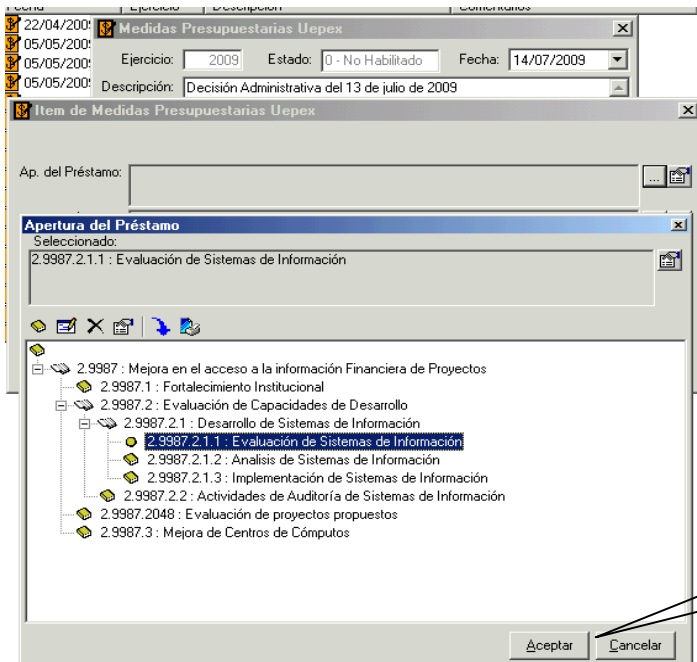 Ejercicio Descripción Comentarios
22/04/200
Medidas Presupuestarias Uepex
05/05/200
05/05/200
Ejercicio: 2009 Estado: 0 - No Habilitado Fecha: 14/07/2009
05/05/200
Descripción: Decisión Administrativa del 13 de julio de 2009
Item de Medidas Presupuestarias Uepex
Ap. del Préstamo: ...
Apertura del Préstamo
Seleccionado:
2.9987.2.1.1 : Evaluación de Sistemas de Información
2.9987 : Mejora en el acceso a la información Financiera de Proyectos
2.9987.1 : Fortalecimiento Institucional
2.9987.2 : Evaluación de Capacidades de Desarrollo
2.9987.2.1 : Desarrollo de Sistemas de Información
2.9987.2.1.1 : Evaluación de Sistemas de Información
2.9987.2.1.2 : Analisis de Sistemas de Información
2.9987.2.1.3 : Implementación de Sistemas de Información
2.9987.2.2 : Actividades de Auditoría de Sistemas de Información
2.9987.2048 : Evaluación de proyectos propuestos
2.9987.3 : Mejora de Centros de Cómputos
Aceptar Cancelar